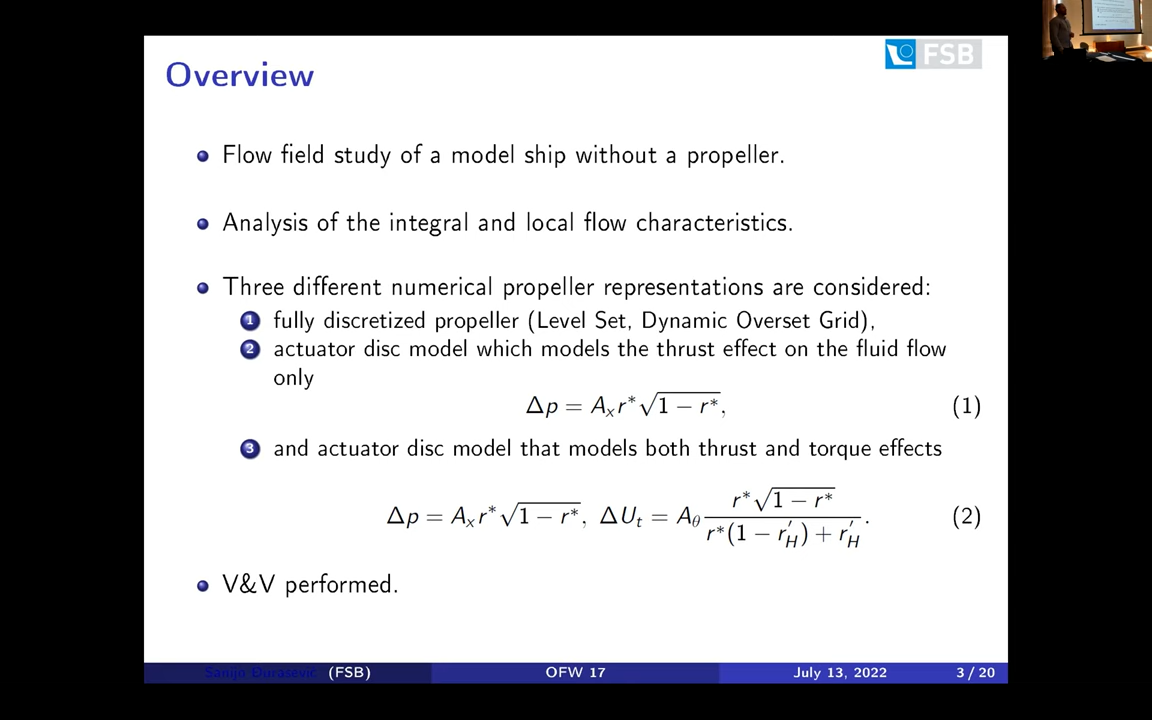 FSB
Overview
Flow field study of a model ship without a propeller.
Analysis of the integral and local flow characteristics.
Three different numerical propeller representations are considered:
1 fully discretized propeller (Level Set, Dynamic Overset Grid),
2 actuator disc model which models the thrust effect on the fluid flow
only
Δp = Aₓr*√(1 − r*), (1)
3 and actuator disc model that models both thrust and torque effects
Δp = Aₓr*√(1 − r*), ΔU_t = A_θ r*√(1 − r*) / (r*(1 − r'_H) + r'_H). (2)
V&V performed.
(FSB) OFW 17 July 13, 2022 3 / 20